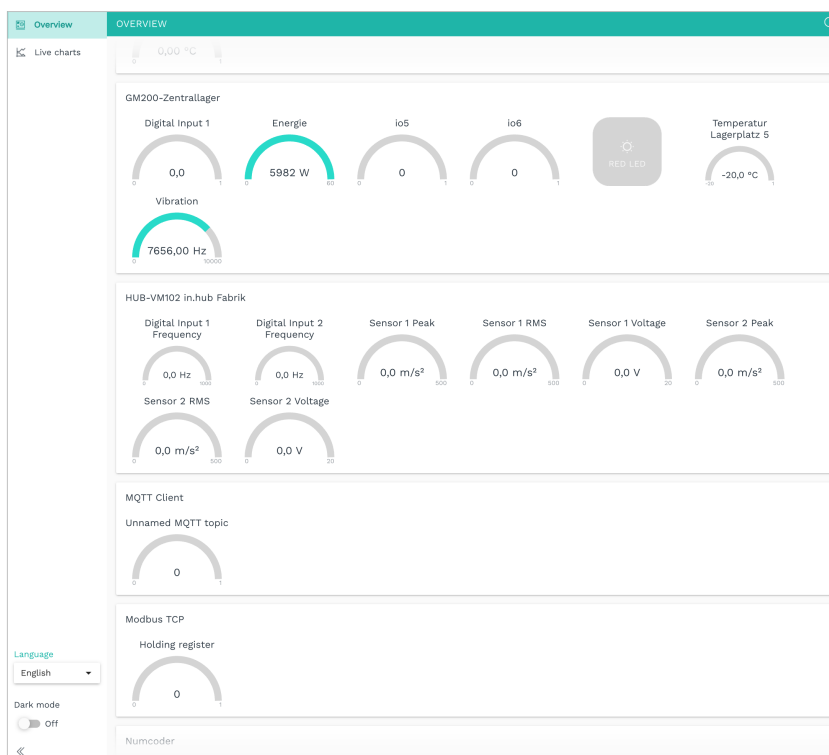 Overview
Live charts
OVERVIEW
0,00 °C
0 1
GM200-Zentrallager
Digital Input 1
0,0
0 1
Energie
5982 W
0 60
io5
0
0 1
io6
0
0 1
RED LED
Temperatur
Lagerplatz 5
-20,0 °C
-20 1
Vibration
7656,00 Hz
0 10000
HUB-VM102 in.hub Fabrik
Digital Input 1
Frequency
0,0 Hz
0 1000
Digital Input 2
Frequency
0,0 Hz
0 1000
Sensor 1 Peak
0,0 m/s²
0 500
Sensor 1 RMS
0,0 m/s²
0 500
Sensor 1 Voltage
0,0 V
0 20
Sensor 2 Peak
0,0 m/s²
0 500
Sensor 2 RMS
0,0 m/s²
0 500
Sensor 2 Voltage
0,0 V
0 20
MQTT Client
Unnamed MQTT topic
0
0 1
Modbus TCP
Holding register
0
0 1
Numcoder
Language
English
Dark mode
Off